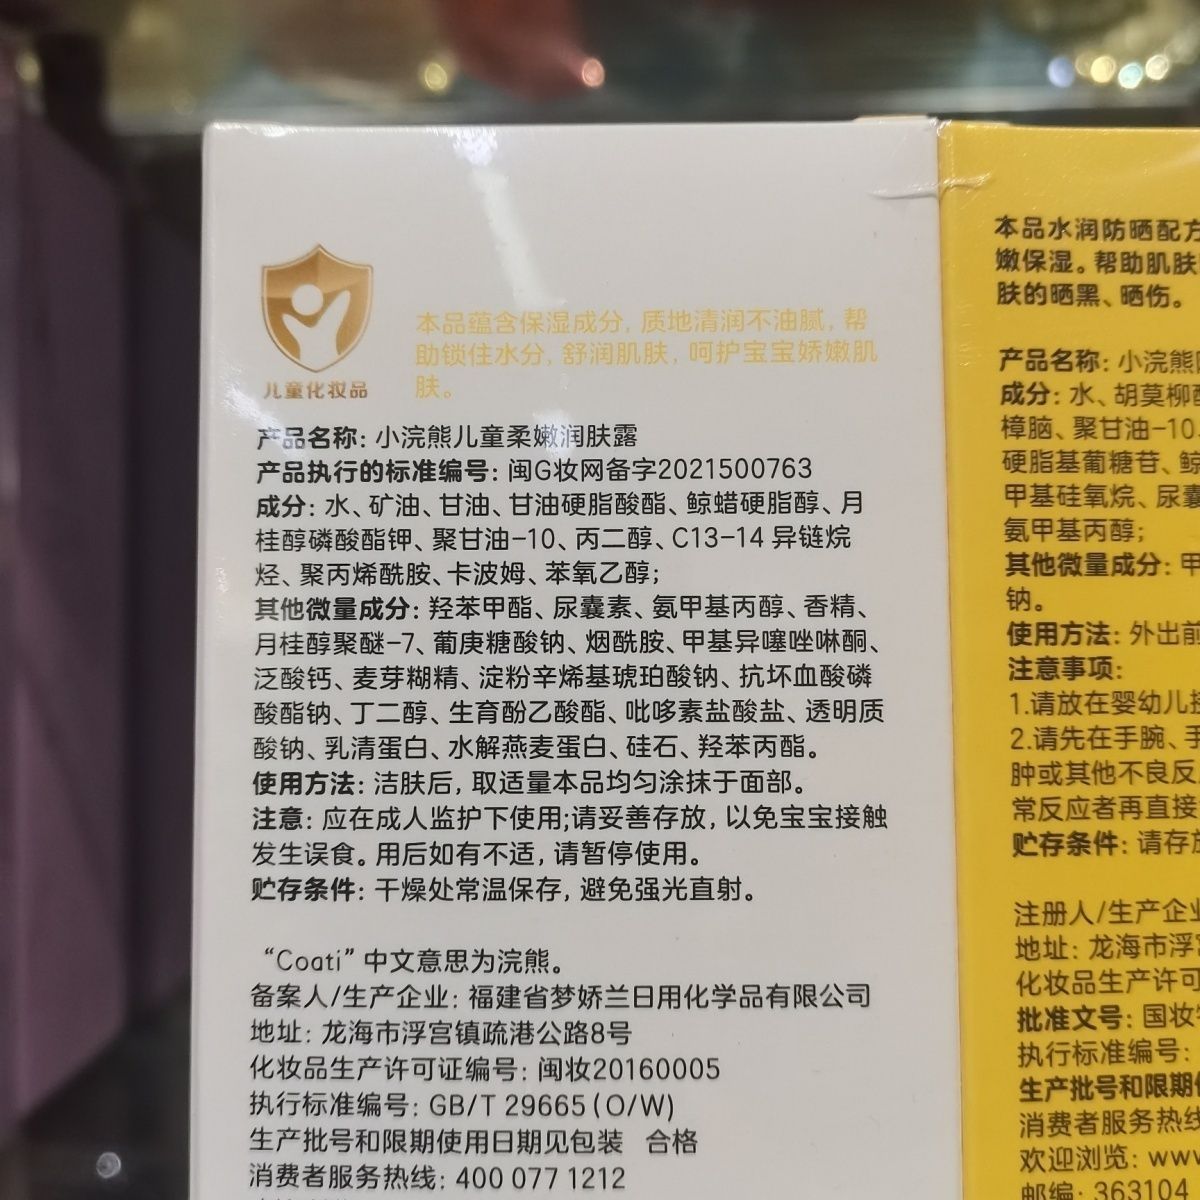 儿童化妆品
本品蕴含保湿成分，质地清润不油腻，帮
助锁住水分，舒润肌肤，呵护宝宝娇嫩肌
肤。
产品名称：小浣熊儿童柔嫩润肤露
产品执行的标准编号：闽G妆网备字2021500763
成分：水、矿油、甘油、甘油硬脂酸酯、鲸蜡硬脂醇、月
桂醇磷酸酯钾、聚甘油-10、丙二醇、C13-14 异链烷
烃、聚丙烯酰胺、卡波姆、苯氧乙醇；
其他微量成分：羟苯甲酯、尿囊素、氨甲基丙醇、香精、
月桂醇聚醚-7、葡庚糖酸钠、烟酰胺、甲基异噻唑啉酮、
泛酸钙、麦芽糊精、淀粉辛烯基琥珀酸钠、抗坏血酸磷
酸酯钠、丁二醇、生育酚乙酸酯、吡哆素盐酸盐、透明质
酸钠、乳清蛋白、水解燕麦蛋白、硅石、羟苯丙酯。
使用方法：洁肤后，取适量本品均匀涂抹于面部。
注意：应在成人监护下使用;请妥善存放，以免宝宝接触
发生误食。用后如有不适，请暂停使用。
贮存条件：干燥处常温保存，避免强光直射。
“Coati”中文意思为浣熊。
备案人/生产企业：福建省梦娇兰日用化学品有限公司
地址：龙海市浮宫镇疏港公路8号
化妆品生产许可证编号：闽妆20160005
执行标准编号：GB/T 29665(O/W)
生产批号和限期使用日期见包装 合格
消费者服务热线：400 077 1212
本品水润防晒配方
嫩保湿。帮助肌肤
肤的晒黑、晒伤。
产品名称：小浣熊
成分：水、胡莫柳
樟脑、聚甘油-10
硬脂基葡糖苷、鲸
甲基硅氧烷、尿囊
氨甲基丙醇；
其他微量成分：甲
钠。
使用方法：外出前
注意事项：
1.请放在婴幼儿接
2.请先在手腕、手
肿或其他不良反
常反应者再直接
贮存条件：请存放
注册人/生产企业
地址：龙海市浮宫
化妆品生产许可
批准文号：国妆
执行标准编号：
生产批号和限期使
消费者服务热线
欢迎浏览：www
邮编：363104